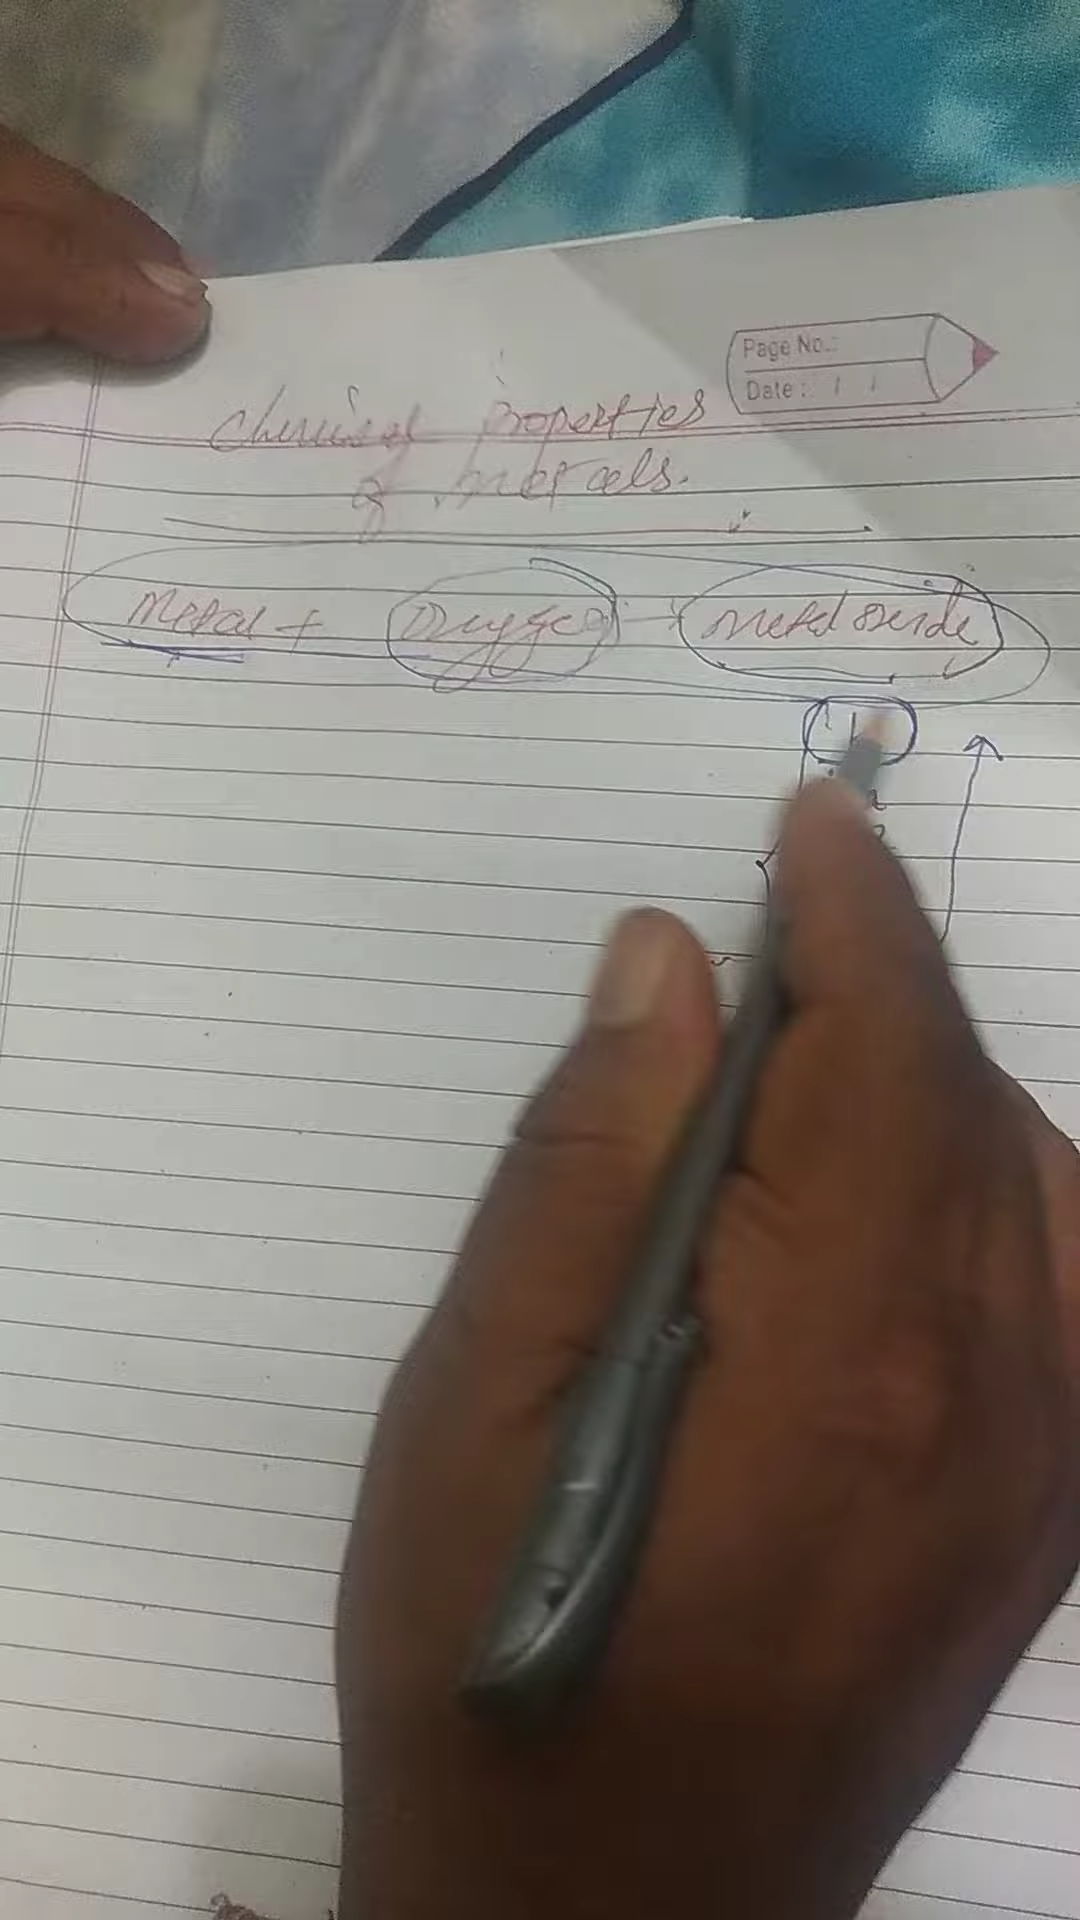 Page No.:
Date: / /
Chemical properties
of metals.
Metal + Oxygen → metal oxide
K